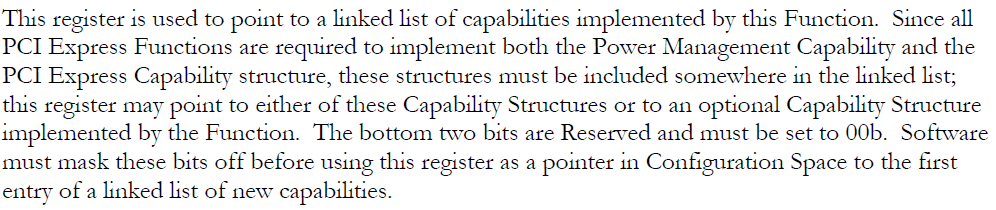 This register is used to point to a linked list of capabilities implemented by this Function.  Since all
PCI Express Functions are required to implement both the Power Management Capability and the
PCI Express Capability structure, these structures must be included somewhere in the linked list;
this register may point to either of these Capability Structures or to an optional Capability Structure
implemented by the Function.  The bottom two bits are Reserved and must be set to 00b.  Software
must mask these bits off before using this register as a pointer in Configuration Space to the first
entry of a linked list of new capabilities.